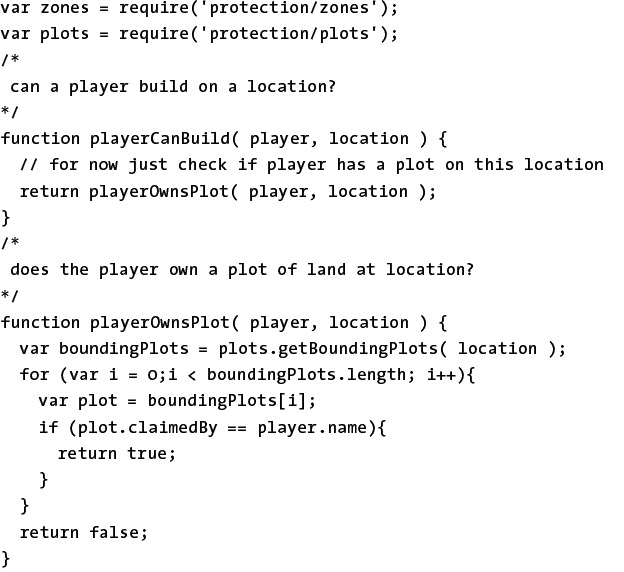 var zones = require('protection/zones');
var plots = require('protection/plots');
/*
 can a player build on a location?
*/
function playerCanBuild( player, location ) {
  // for now just check if player has a plot on this location
  return playerOwnsPlot( player, location );
}
/*
 does the player own a plot of land at location?
*/
function playerOwnsPlot( player, location ) {
  var boundingPlots = plots.getBoundingPlots( location );
  for (var i = 0;i < boundingPlots.length; i++){
    var plot = boundingPlots[i];
    if (plot.claimedBy == player.name){
      return true;
    }
  }
  return false;
}